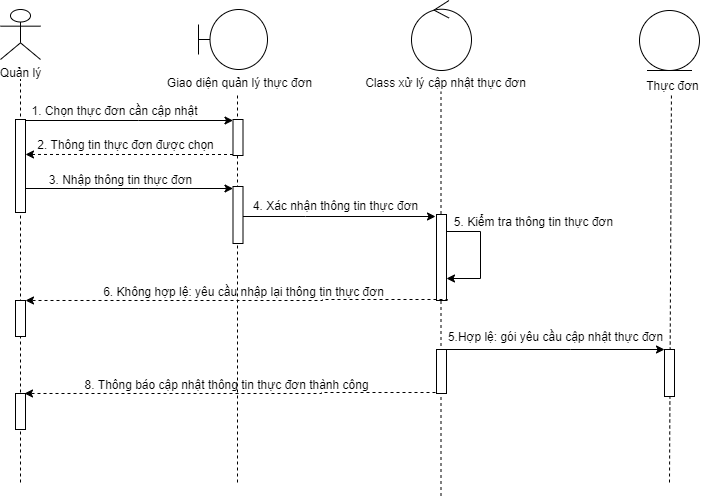 Quản lý
Giao diện quản lý thực đơn
Class xử lý cập nhật thực đơn
Thực đơn
1. Chọn thực đơn cần cập nhật
2. Thông tin thực đơn được chọn
3. Nhập thông tin thực đơn
4. Xác nhận thông tin thực đơn
5. Kiểm tra thông tin thực đơn
6. Không hợp lệ: yêu cầu nhập lại thông tin thực đơn
5.Hợp lệ: gói yêu cầu cập nhật thực đơn
8. Thông báo cập nhật thông tin thực đơn thành công